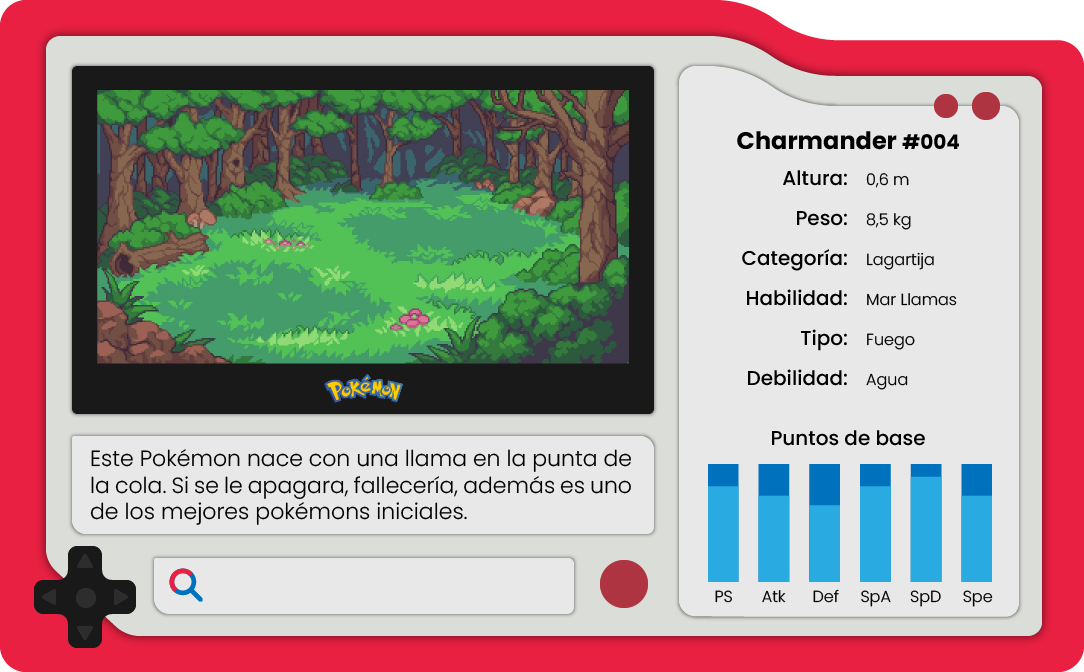 POKéMON
Este Pokémon nace con una llama en la punta de
la cola. Si se le apagara, fallecería, además es uno
de los mejores pokémons iniciales.
Charmander #004
Altura: 0,6 m
Peso: 8,5 kg
Categoría: Lagartija
Habilidad: Mar Llamas
Tipo: Fuego
Debilidad: Agua
Puntos de base
PS Atk Def SpA SpD Spe